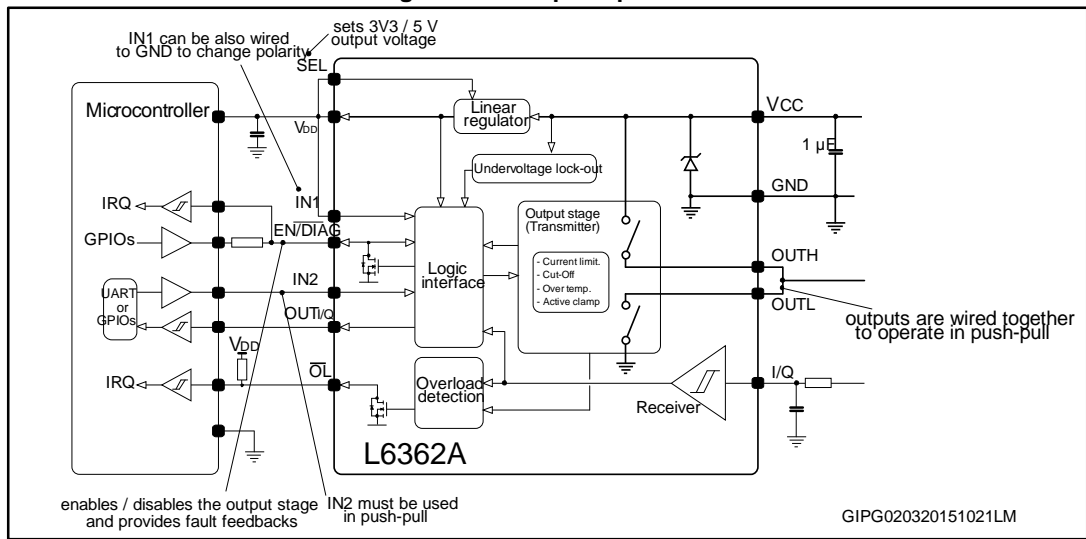 IN1 can be also wired
to GND to change polarity
sets 3V3 / 5 V
output voltage
SEL
Microcontroller
VDD
Linear
regulator
VCC
1 µF
Undervoltage lock-out
GND
IRQ
IN1
GPIOs
EN/DIAG
Output stage
(Transmitter)
- Current limit.
- Cut-Off
- Over temp.
- Active clamp
Logic
interface
OUTH
OUTL
IN2
UART
or
GPIOs
OUTI/Q
outputs are wired together
to operate in push-pull
VDD
IRQ
OL
Overload
detection
Receiver
I/Q
L6362A
enables / disables the output stage
and provides fault feedbacks
IN2 must be used
in push-pull
GIPG020320151021LM